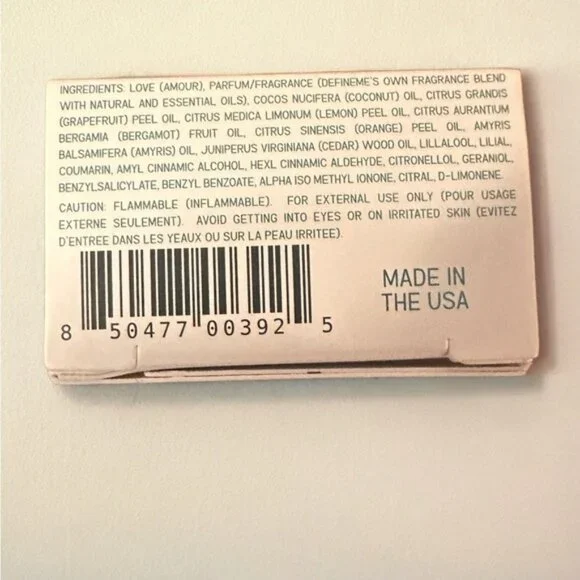 INGREDIENTS: LOVE (AMOUR), PARFUM/FRAGRANCE (DEFINEME'S OWN FRAGRANCE BLEND
WITH NATURAL AND ESSENTIAL OILS), COCOS NUCIFERA (COCONUT) OIL, CITRUS GRANDIS
(GRAPEFRUIT) PEEL OIL, CITRUS MEDICA LIMONUM (LEMON) PEEL OIL, CITRUS AURANTIUM
BERGAMIA (BERGAMOT) FRUIT OIL, CITRUS SINENSIS (ORANGE) PEEL OIL, AMYRIS
BALSAMIFERA (AMYRIS) OIL, JUNIPERUS VIRGINIANA (CEDAR) WOOD OIL, LILLALOOL, LILIAL,
COUMARIN, AMYL CINNAMIC ALCOHOL, HEXL CINNAMIC ALDEHYDE, CITRONELLOL, GERANIOL,
BENZYLSALICYLATE, BENZYL BENZOATE, ALPHA ISO METHYL IONONE, CITRAL, D-LIMONENE.
CAUTION: FLAMMABLE (INFLAMMABLE). FOR EXTERNAL USE ONLY (POUR USAGE
EXTERNE SEULEMENT). AVOID GETTING INTO EYES OR ON IRRITATED SKIN (EVITEZ
D'ENTREE DANS LES YEAUX OU SUR LA PEAU IRRITEE).
MADE IN
THE USA
8 50477 00392 5